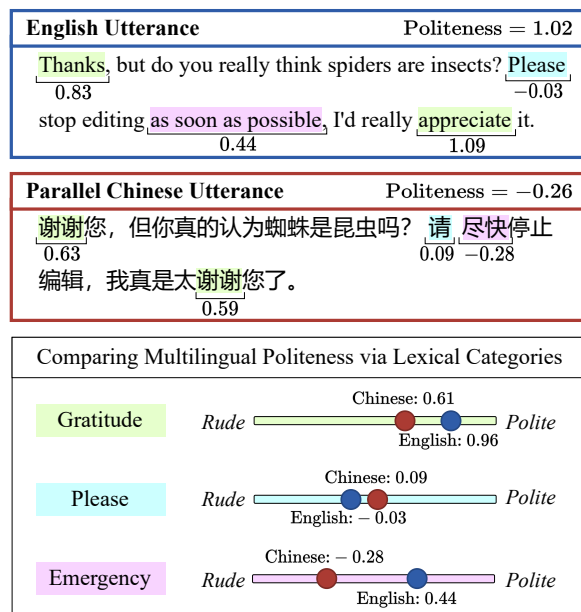 English Utterance Politeness = 1.02
Thanks, but do you really think spiders are insects? Please
0.83 −0.03
stop editing as soon as possible, I'd really appreciate it.
0.44 1.09
Parallel Chinese Utterance Politeness = −0.26
谢谢您，但你真的认为蜘蛛是昆虫吗？ 请 尽快停止
0.63 0.09 −0.28
编辑，我真是太谢谢您了。
0.59
Comparing Multilingual Politeness via Lexical Categories
Chinese: 0.61
Gratitude Rude Polite
English: 0.96
Chinese: 0.09
Please Rude Polite
English: − 0.03
Chinese: − 0.28
Emergency Rude Polite
English: 0.44